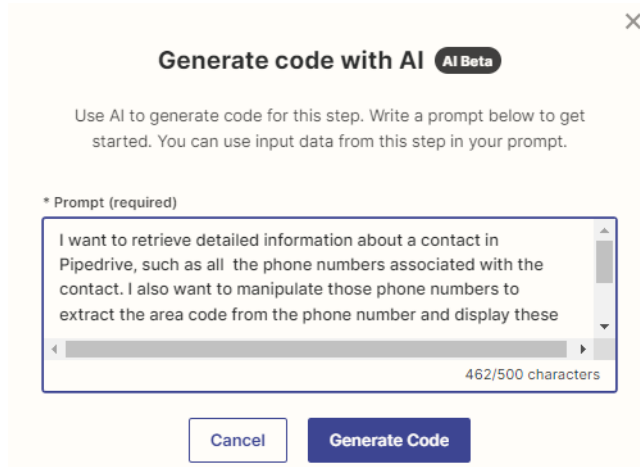 Generate code with AI AI Beta
Use AI to generate code for this step. Write a prompt below to get
started. You can use input data from this step in your prompt.
* Prompt (required)
I want to retrieve detailed information about a contact in
Pipedrive, such as all  the phone numbers associated with the
contact. I also want to manipulate those phone numbers to
extract the area code from the phone number and display these
462/500 characters
Cancel
Generate Code